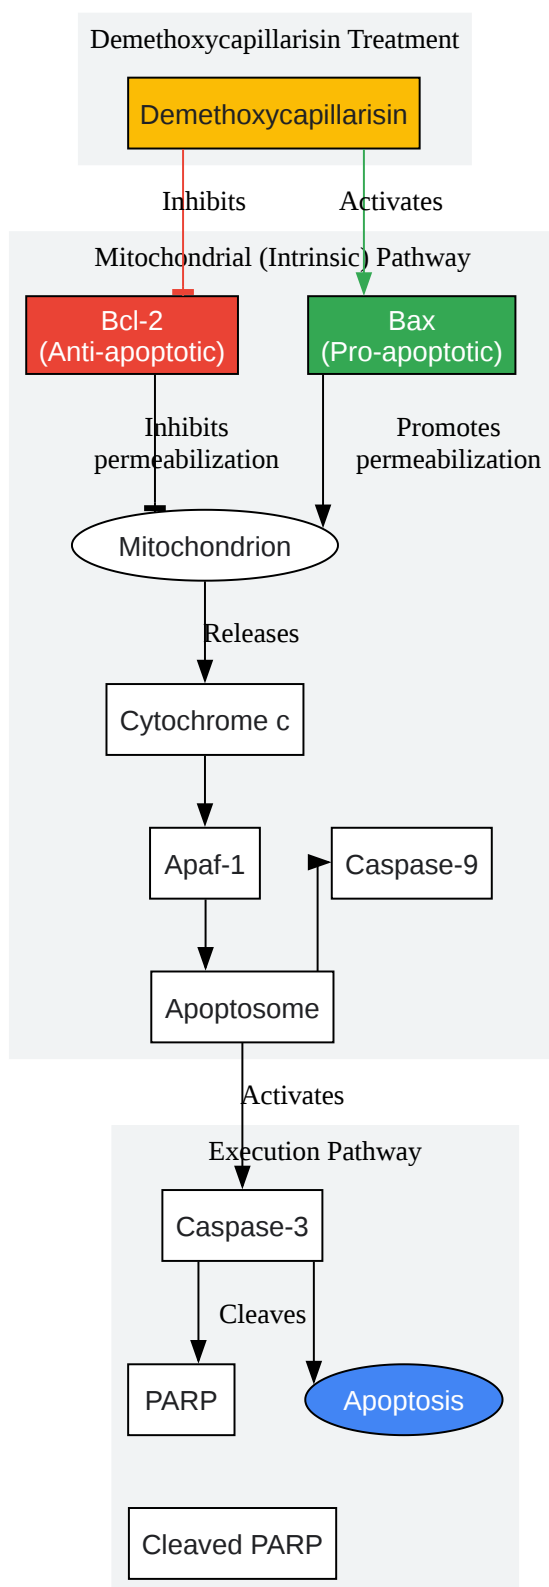 Demethoxycapillarisin Treatment
Demethoxycapillarisin
Inhibits
Activates
Mitochondrial (Intrinsic) Pathway
Bcl-2
(Anti-apoptotic)
Bax
(Pro-apoptotic)
Inhibits
permeabilization
Promotes
permeabilization
Mitochondrion
Releases
Cytochrome c
Apaf-1
Caspase-9
Apoptosome
Activates
Execution Pathway
Caspase-3
Cleaves
PARP
Apoptosis
Cleaved PARP